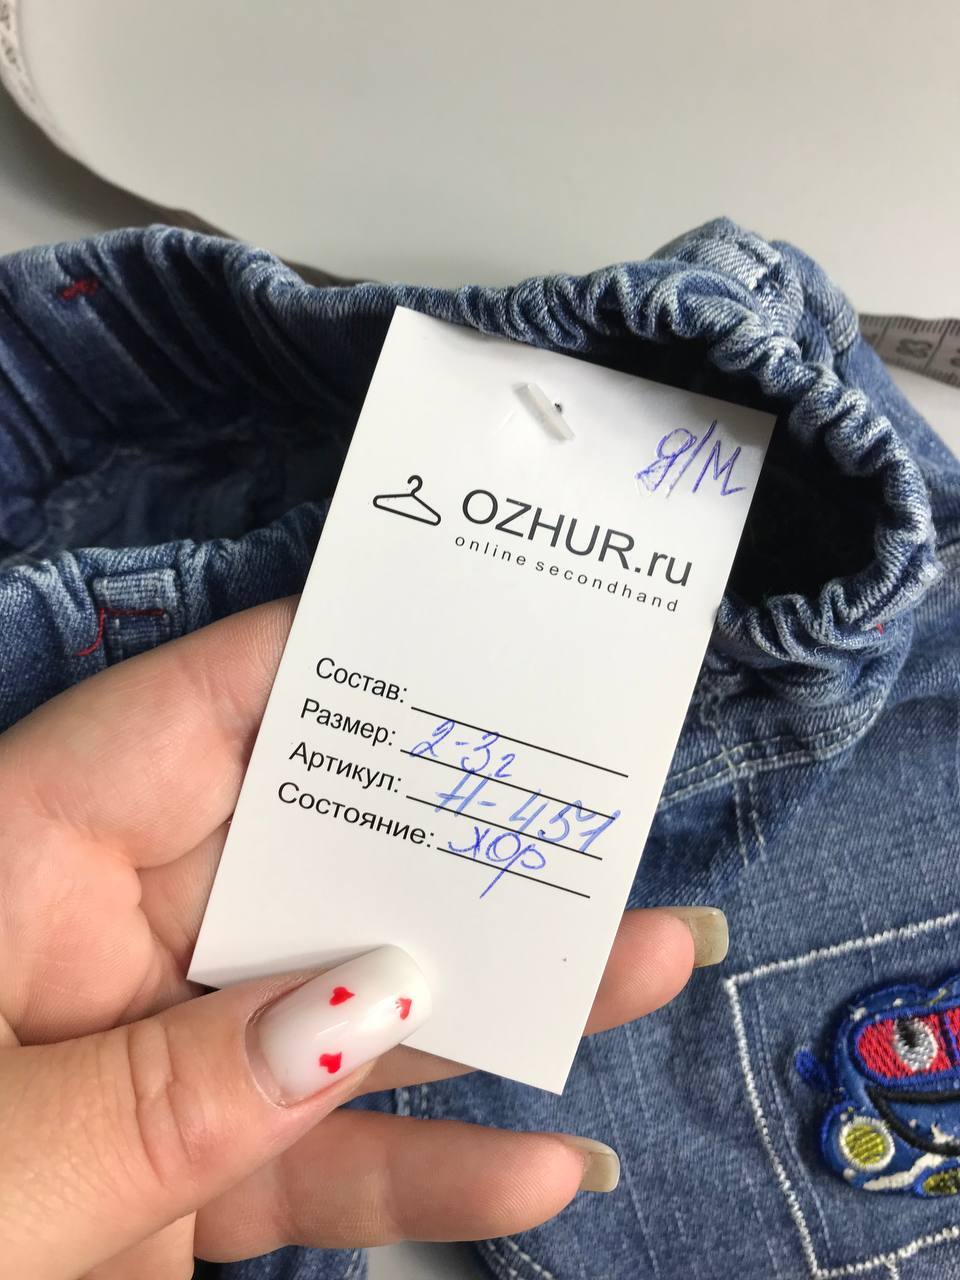 д/м
OZHUR.ru
online secondhand
Состав:
Размер: 2-3г
Артикул: Н-451
Состояние: хор